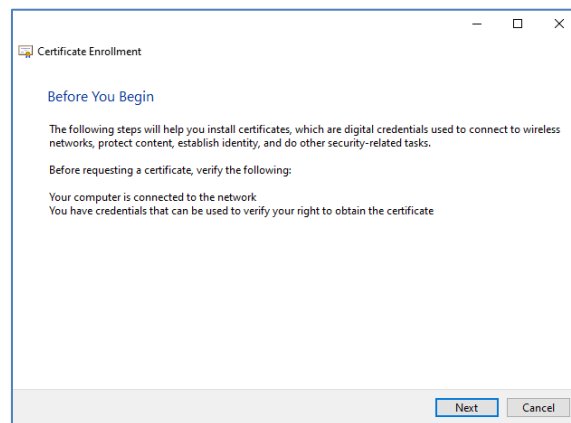 Certificate Enrollment
Before You Begin
The following steps will help you install certificates, which are digital credentials used to connect to wireless
networks, protect content, establish identity, and do other security-related tasks.
Before requesting a certificate, verify the following:
Your computer is connected to the network
You have credentials that can be used to verify your right to obtain the certificate
Next
Cancel